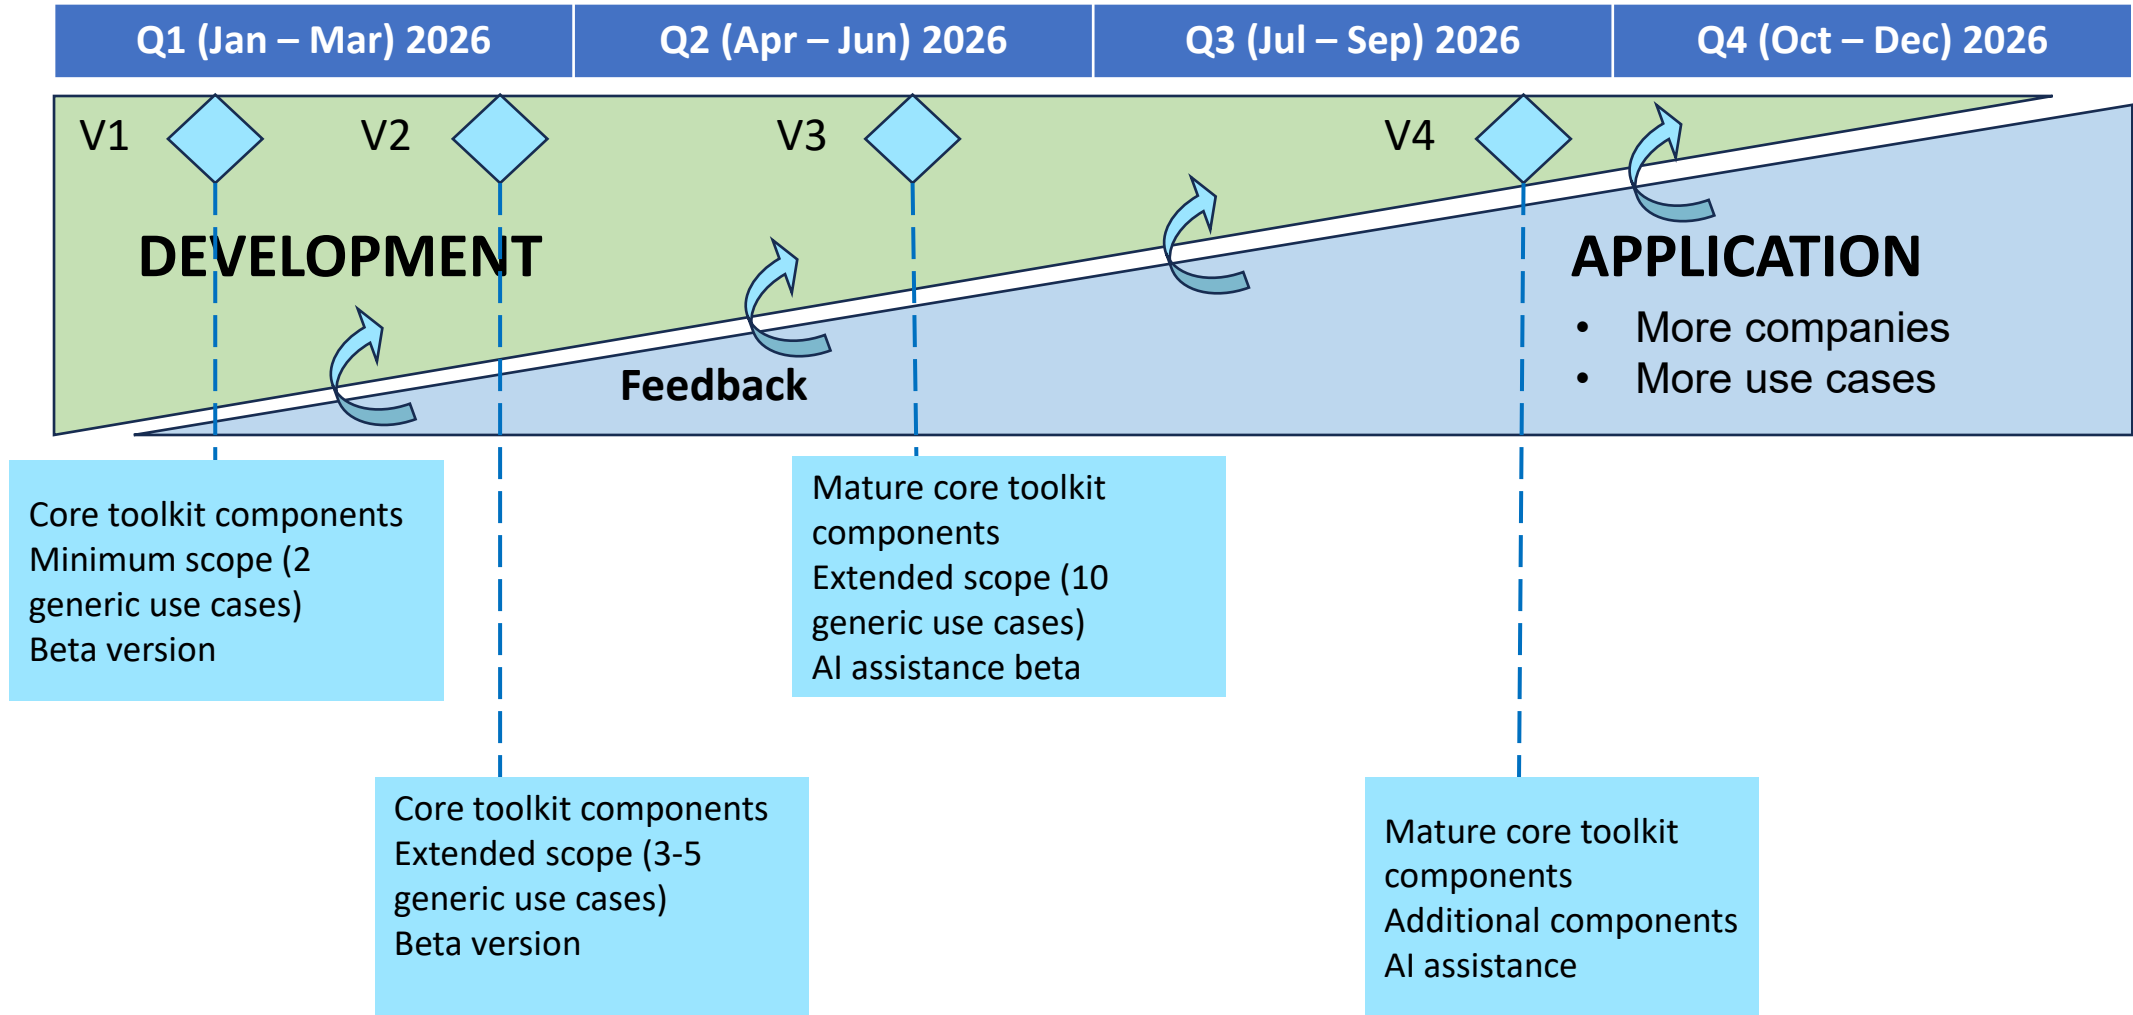 Q1 (Jan – Mar) 2026
Q2 (Apr – Jun) 2026
Q3 (Jul – Sep) 2026
Q4 (Oct – Dec) 2026
V1
V2
V3
V4
DEVELOPMENT
APPLICATION
• More companies
• More use cases
Feedback
Core toolkit components
Minimum scope (2
generic use cases)
Beta version
Core toolkit components
Extended scope (3-5
generic use cases)
Beta version
Mature core toolkit
components
Extended scope (10
generic use cases)
AI assistance beta
Mature core toolkit
components
Additional components
AI assistance